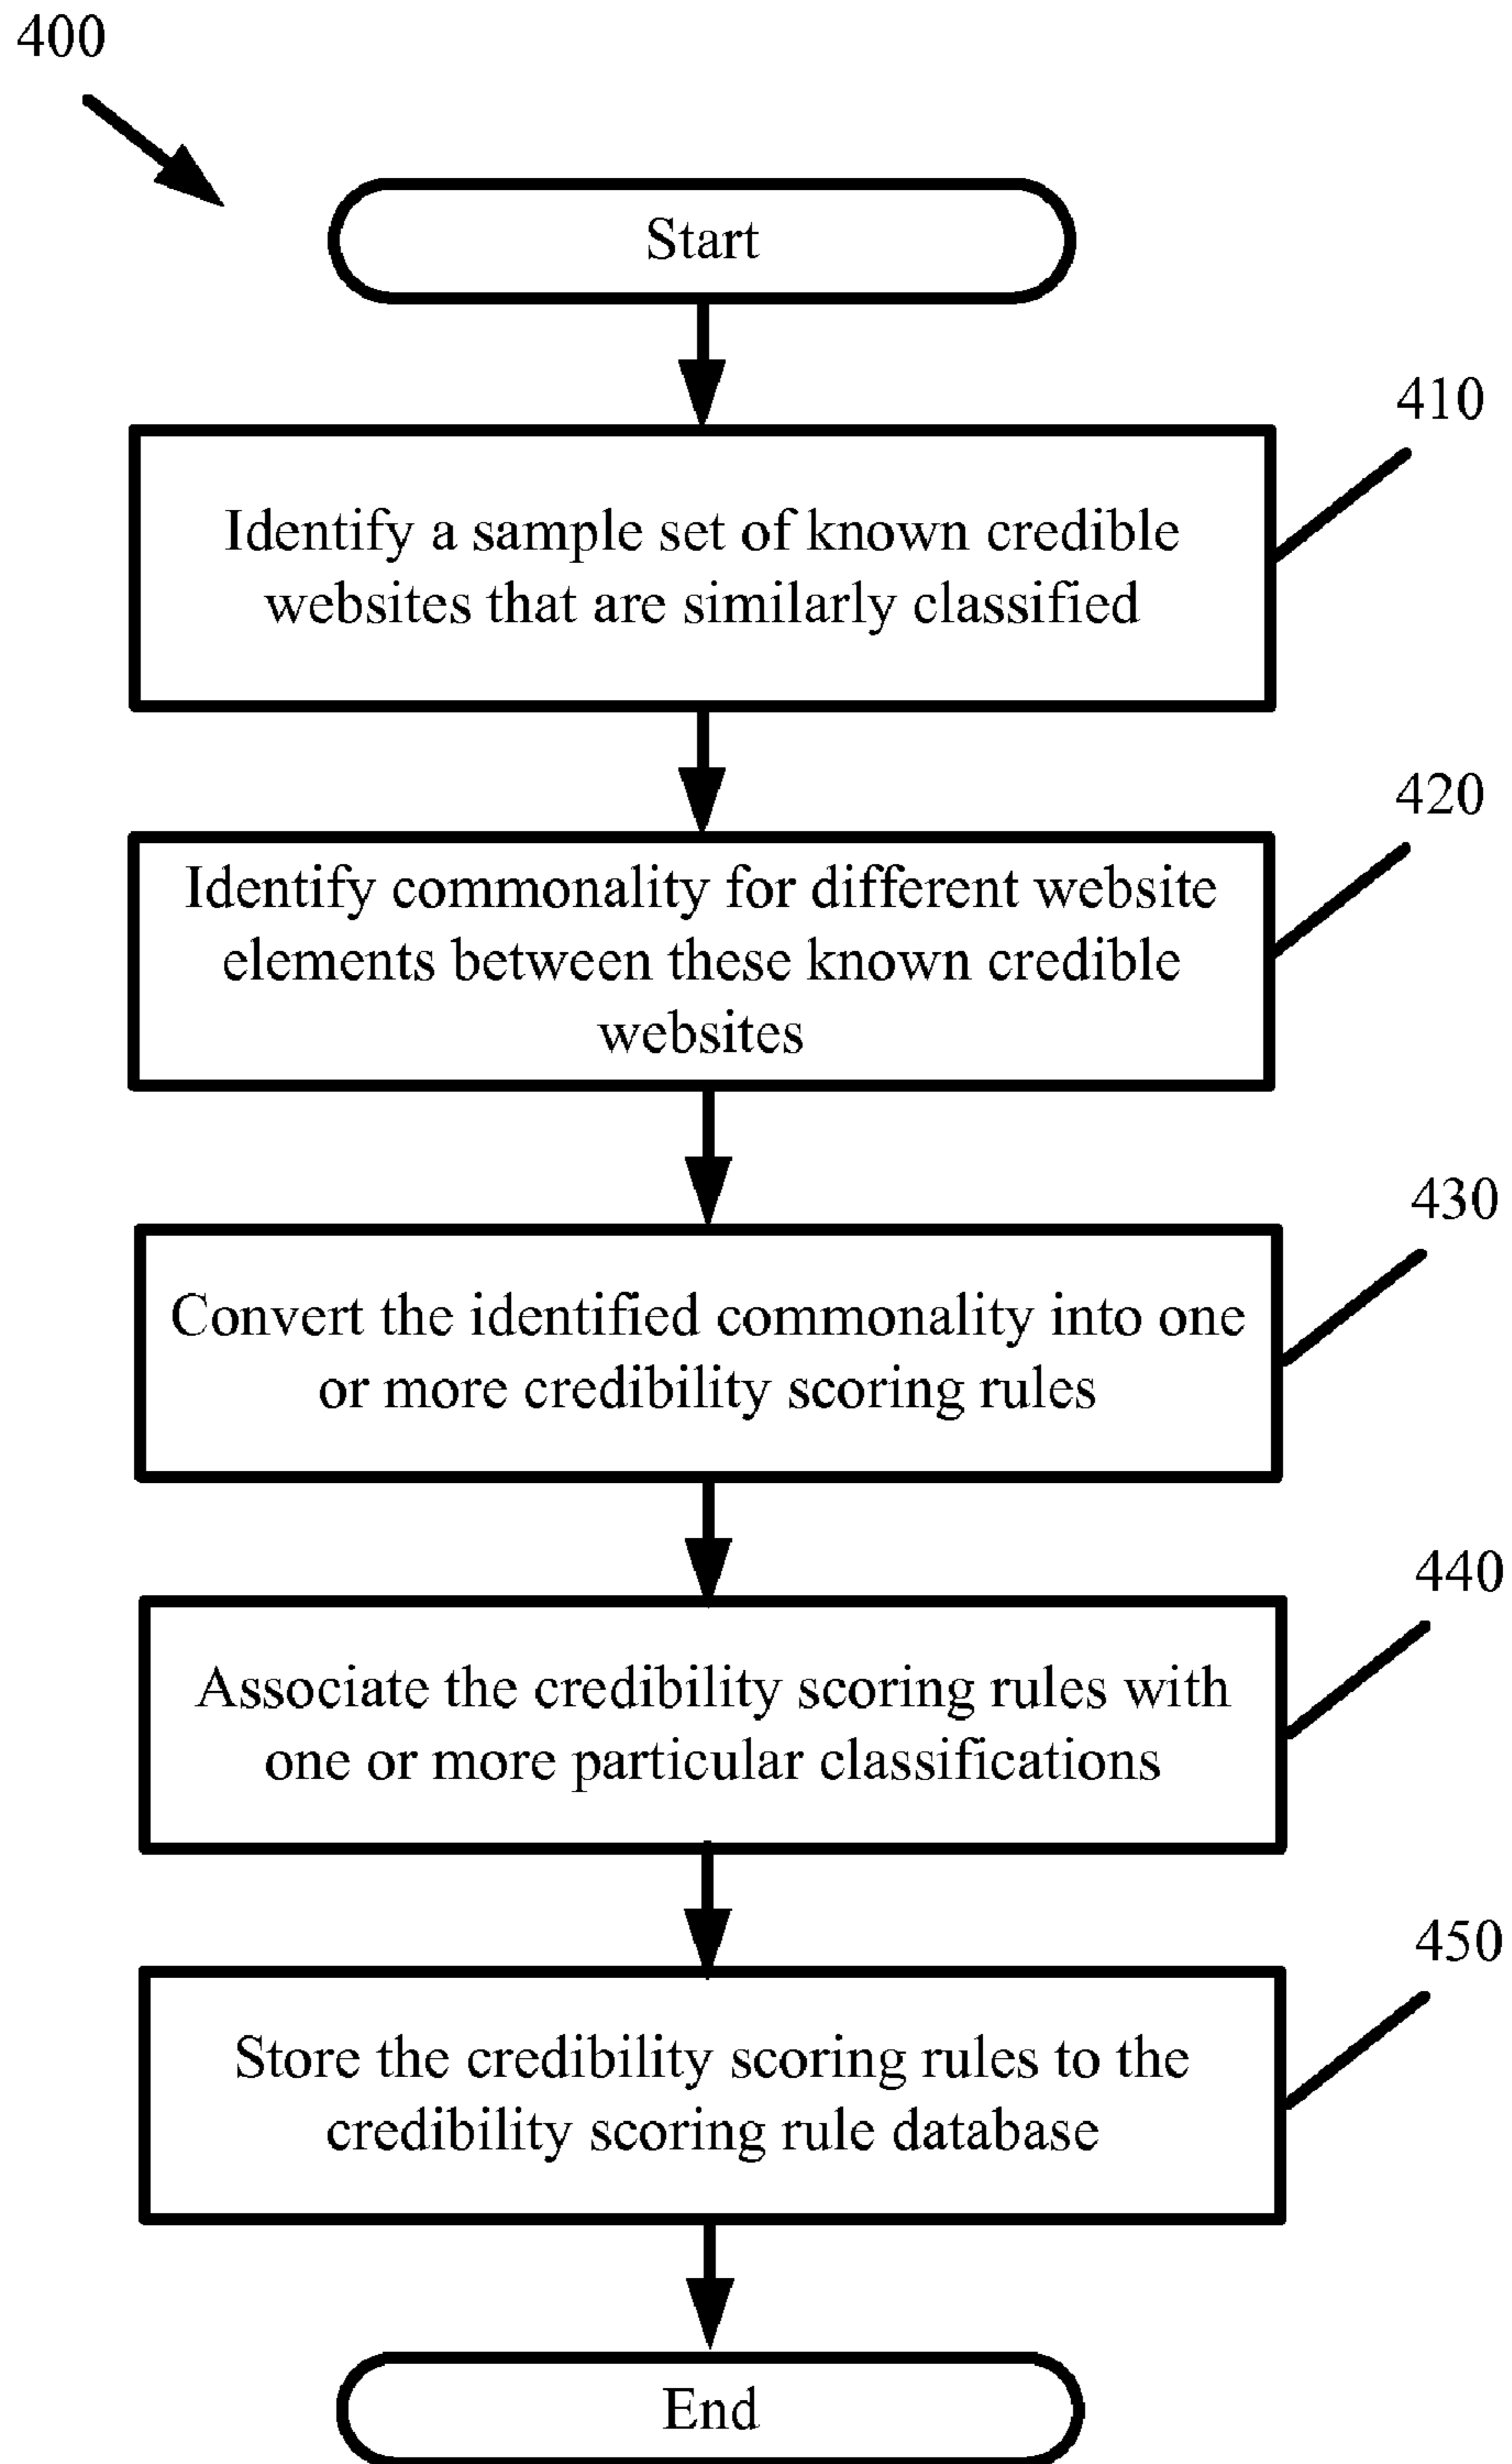 400
Start
410
Identify a sample set of known credible
websites that are similarly classified
420
Identify commonality for different website
elements between these known credible
websites
430
Convert the identified commonality into one
or more credibility scoring rules
440
Associate the credibility scoring rules with
one or more particular classifications
450
Store the credibility scoring rules to the
credibility scoring rule database
End